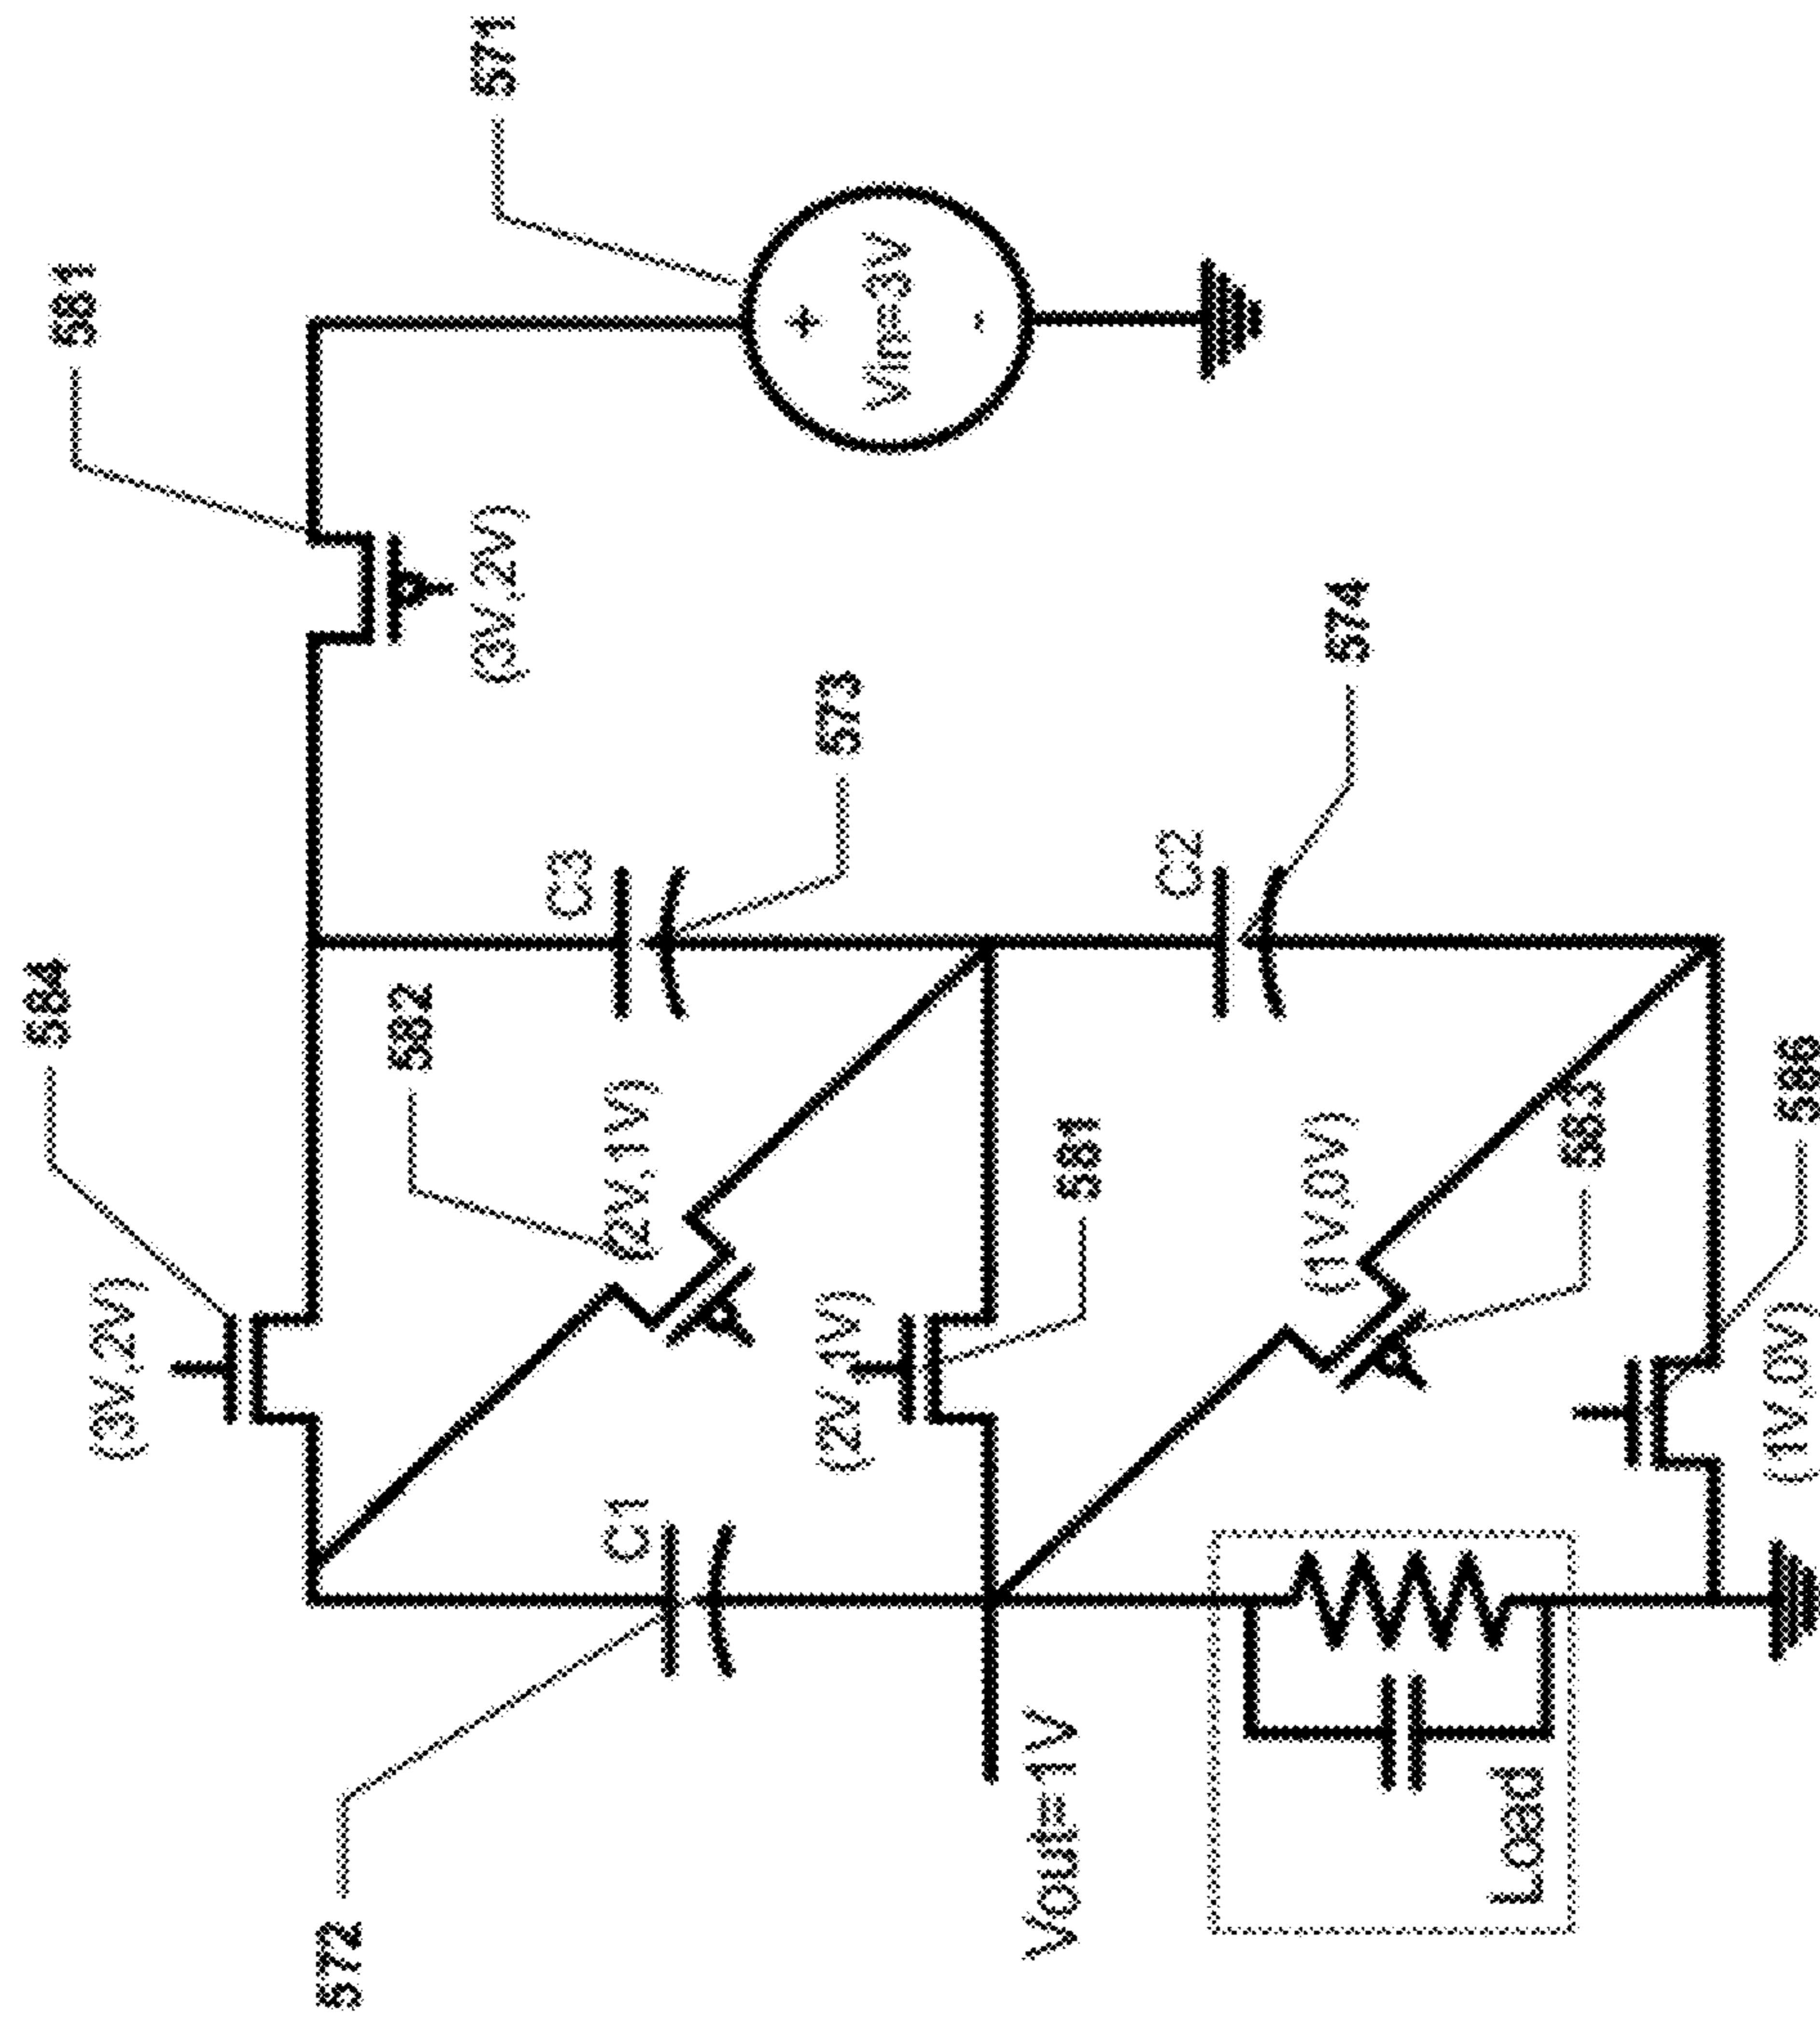 571
581
Vin=3V
+
-
(3V,2V)
573
574
C3
C2
584
582
(2V,1V)
581
(1V,0V)
583
586
(3V,2V)
(2V,1V)
(1V,0V)
C1
572
Vout=1V
Load